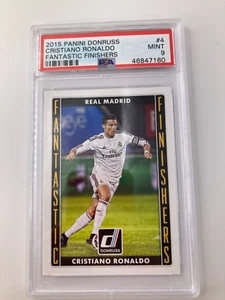 2015 PANINI DONRUSS #4
CRISTIANO RONALDO MINT
FANTASTIC FINISHERS 9
PSA 46847160
REAL MADRID
FANTASTIC
FINISHERS
D
DONRUSS
CRISTIANO RONALDO